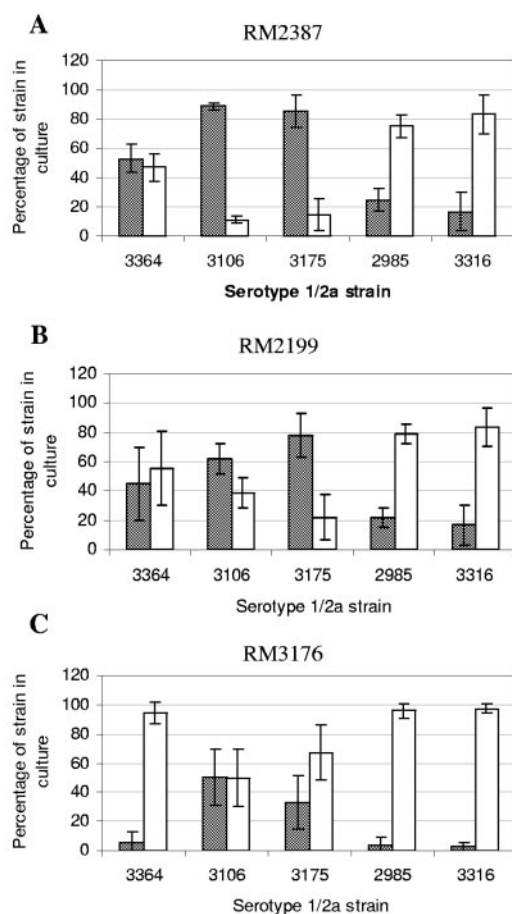 A
RM2387
Percentage of strain in
culture
120
100
80
60
40
20
0
3364 3106 3175 2985 3316
Serotype 1/2a strain
B
RM2199
Percentage of strain in
culture
120
100
80
60
40
20
0
3364 3106 3175 2985 3316
Serotype 1/2a strain
C
RM3176
Percentage of strain in
culture
120
100
80
60
40
20
0
3364 3106 3175 2985 3316
Serotype 1/2a strain